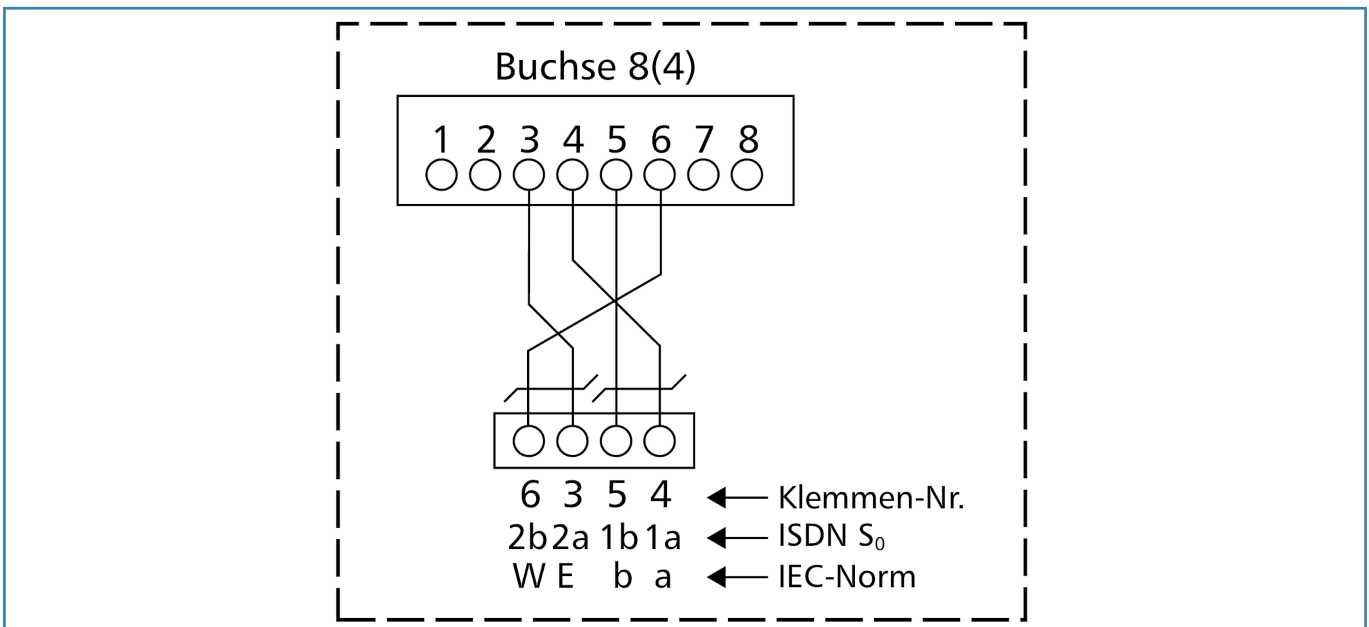 Buchse 8(4)
1 2 3 4 5 6 7 8
6 3 5 4 Klemmen-Nr.
2b 2a 1b 1a ISDN S₀
W E b a IEC-Norm